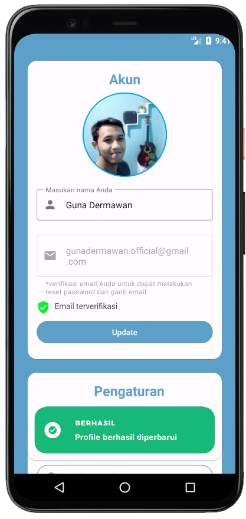 9:41
Akun
Masukan nama Anda
Guna Dermawan
gunadermawan.official@gmail
.com
*verifikasi email Anda untuk dapat melakukan
reset password dan ganti email
Email terverifikasi
Update
Pengaturan
BERHASIL
Profile berhasil diperbarui